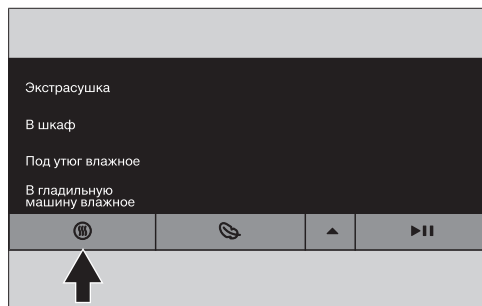 Экстрасушка
В шкаф
Под утюг влажное
В гладильную
машину влажное